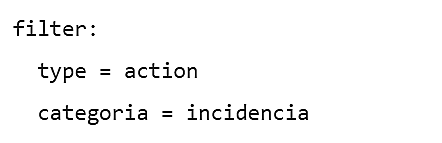 filter:
  type = action
  categoria = incidencia